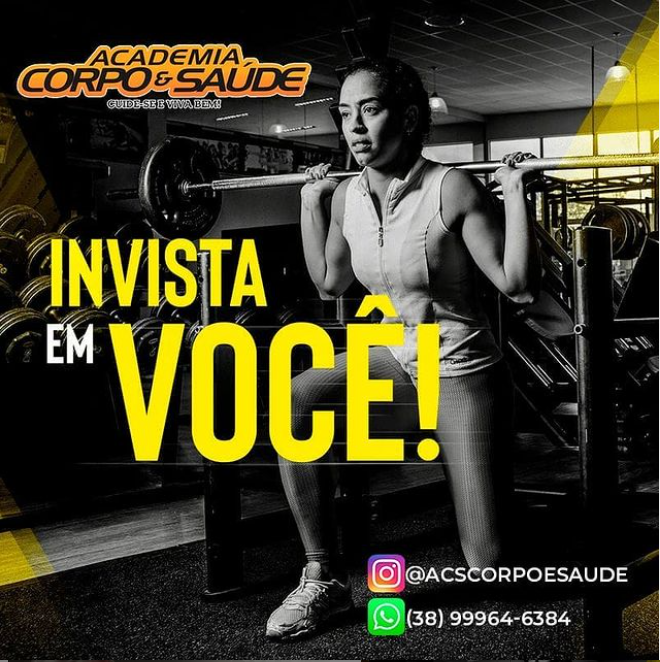 ACADEMIA
CORPO & SAÚDE
CUIDE-SE E VIVA BEM!
INVISTA
EM VOCÊ!
@ACSCORPOESAUDE
(38) 99964-6384